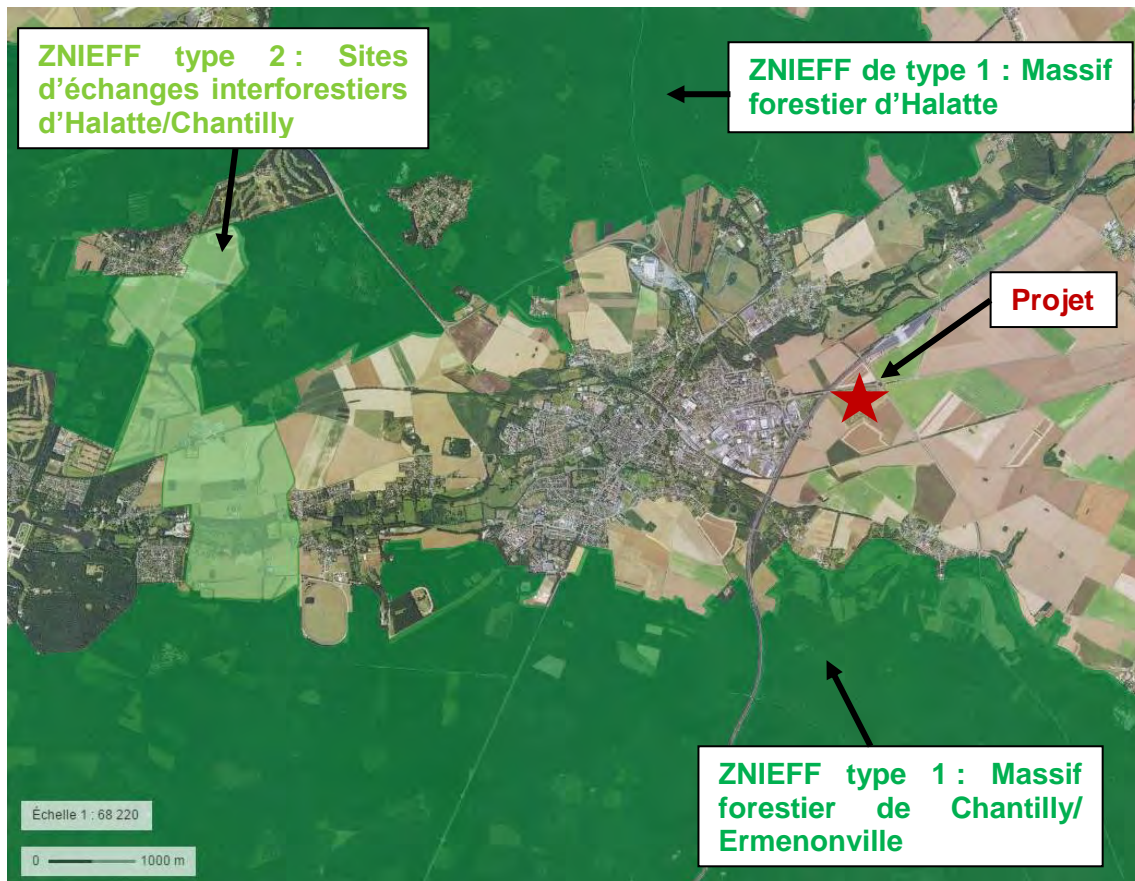 ZNIEFF type 2 : Sites
d’échanges interforestiers
d’Halatte/Chantilly
ZNIEFF de type 1 : Massif
forestier d’Halatte
Projet
ZNIEFF type 1 : Massif
forestier de Chantilly/
Ermenonville
Échelle 1 : 68 220
0 1000 m